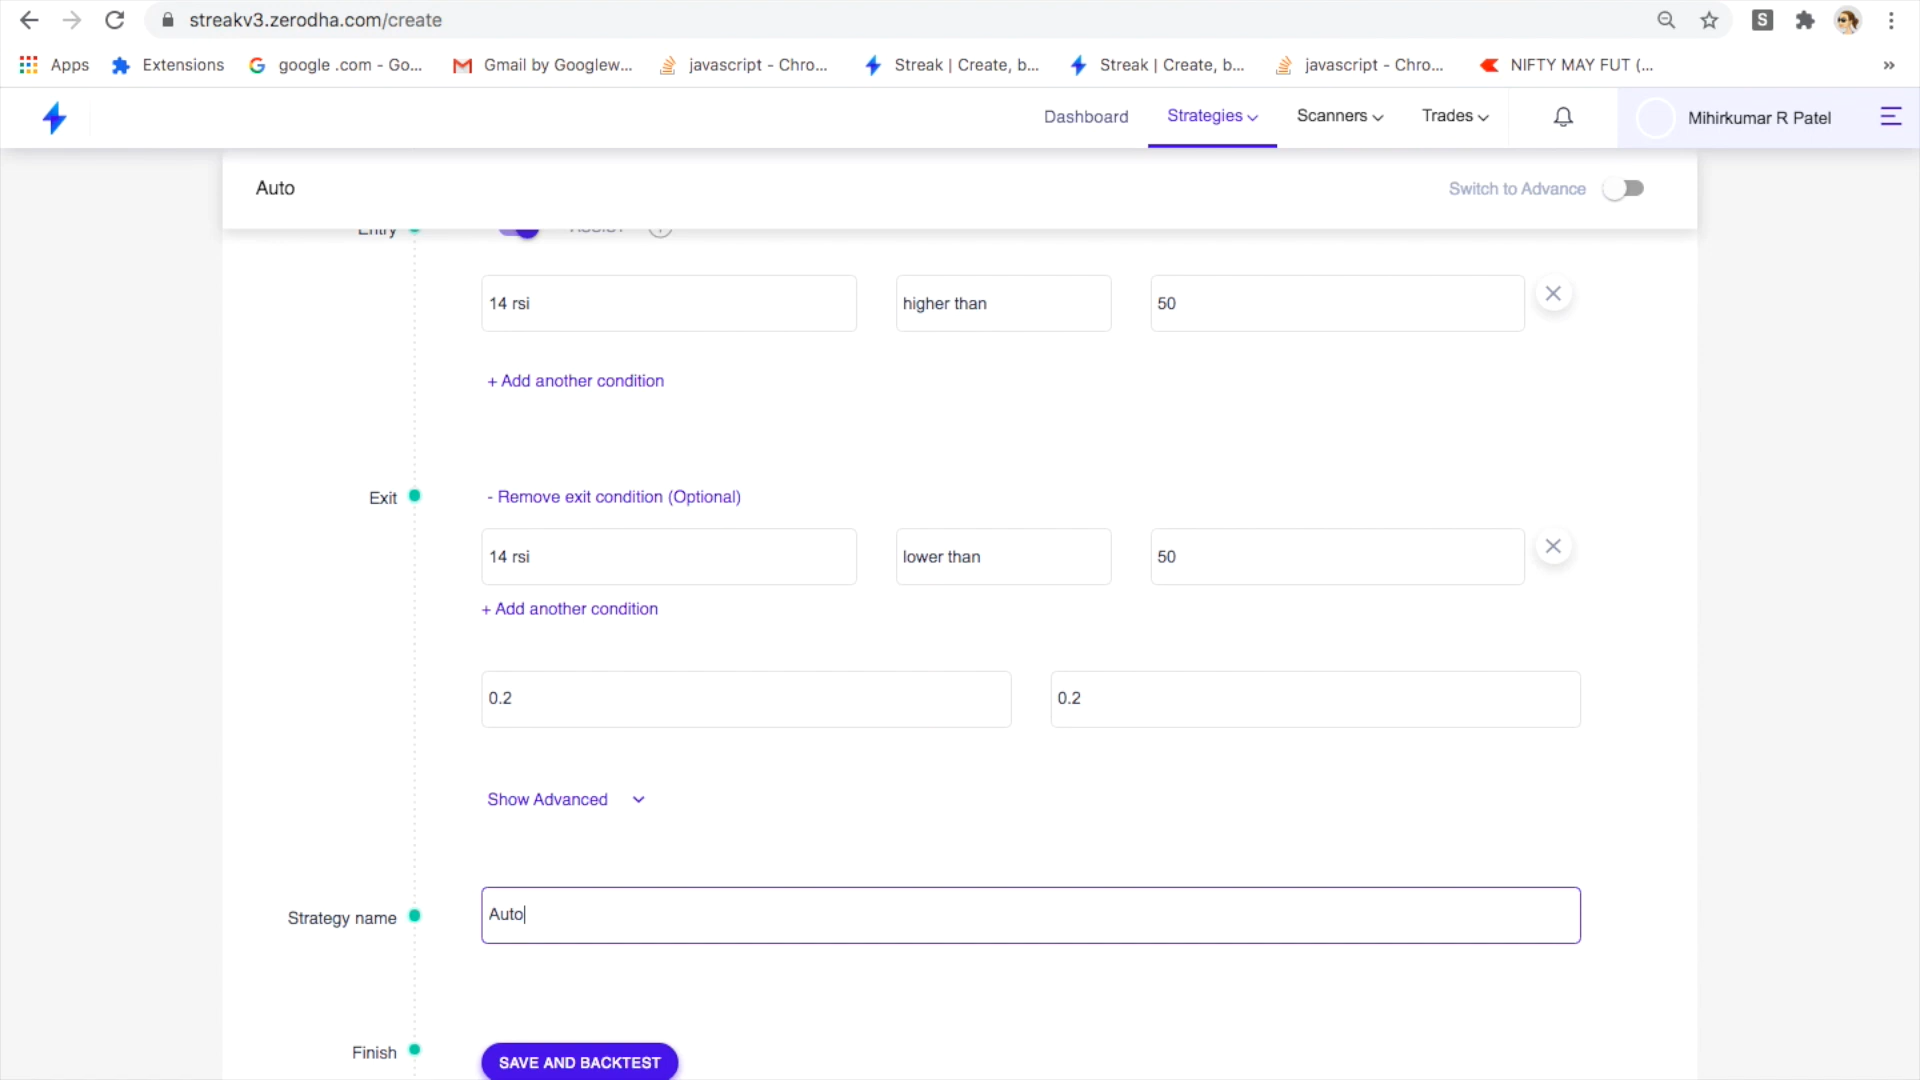 streakv3.zerodha.com/create
S
Apps
Extensions
google .com - Go...
Gmail by Googlew...
javascript - Chro...
Streak | Create, b...
Streak | Create, b...
javascript - Chro...
NIFTY MAY FUT (...
»
Dashboard
Strategies
Scanners
Trades
Mihirkumar R Patel
Auto
Switch to Advance
Entry
ASSIST
14 rsi
higher than
50
+ Add another condition
Exit
- Remove exit condition (Optional)
14 rsi
lower than
50
+ Add another condition
0.2
0.2
Show Advanced
Strategy name
Auto
Finish
SAVE AND BACKTEST